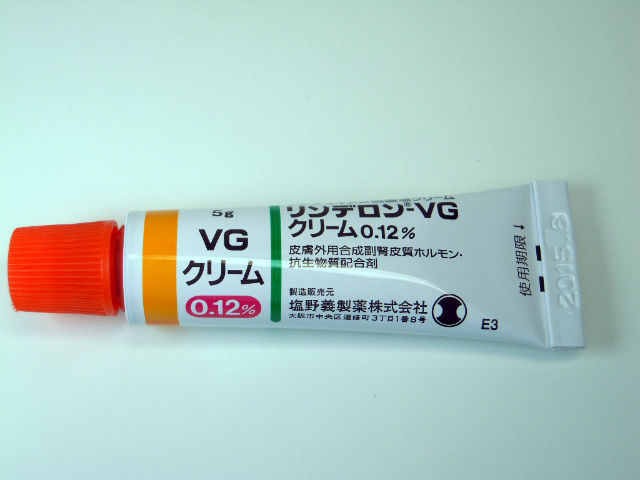 5g
VG
クリーム
0.12%
リンデロン®-VG
クリーム0.12%
皮膚外用合成副腎皮質ホルモン・
抗生物質配合剤
製造販売元
塩野義製薬株式会社
大阪市中央区道修町3丁目1番8号
E3
使用期限↓
2015.6